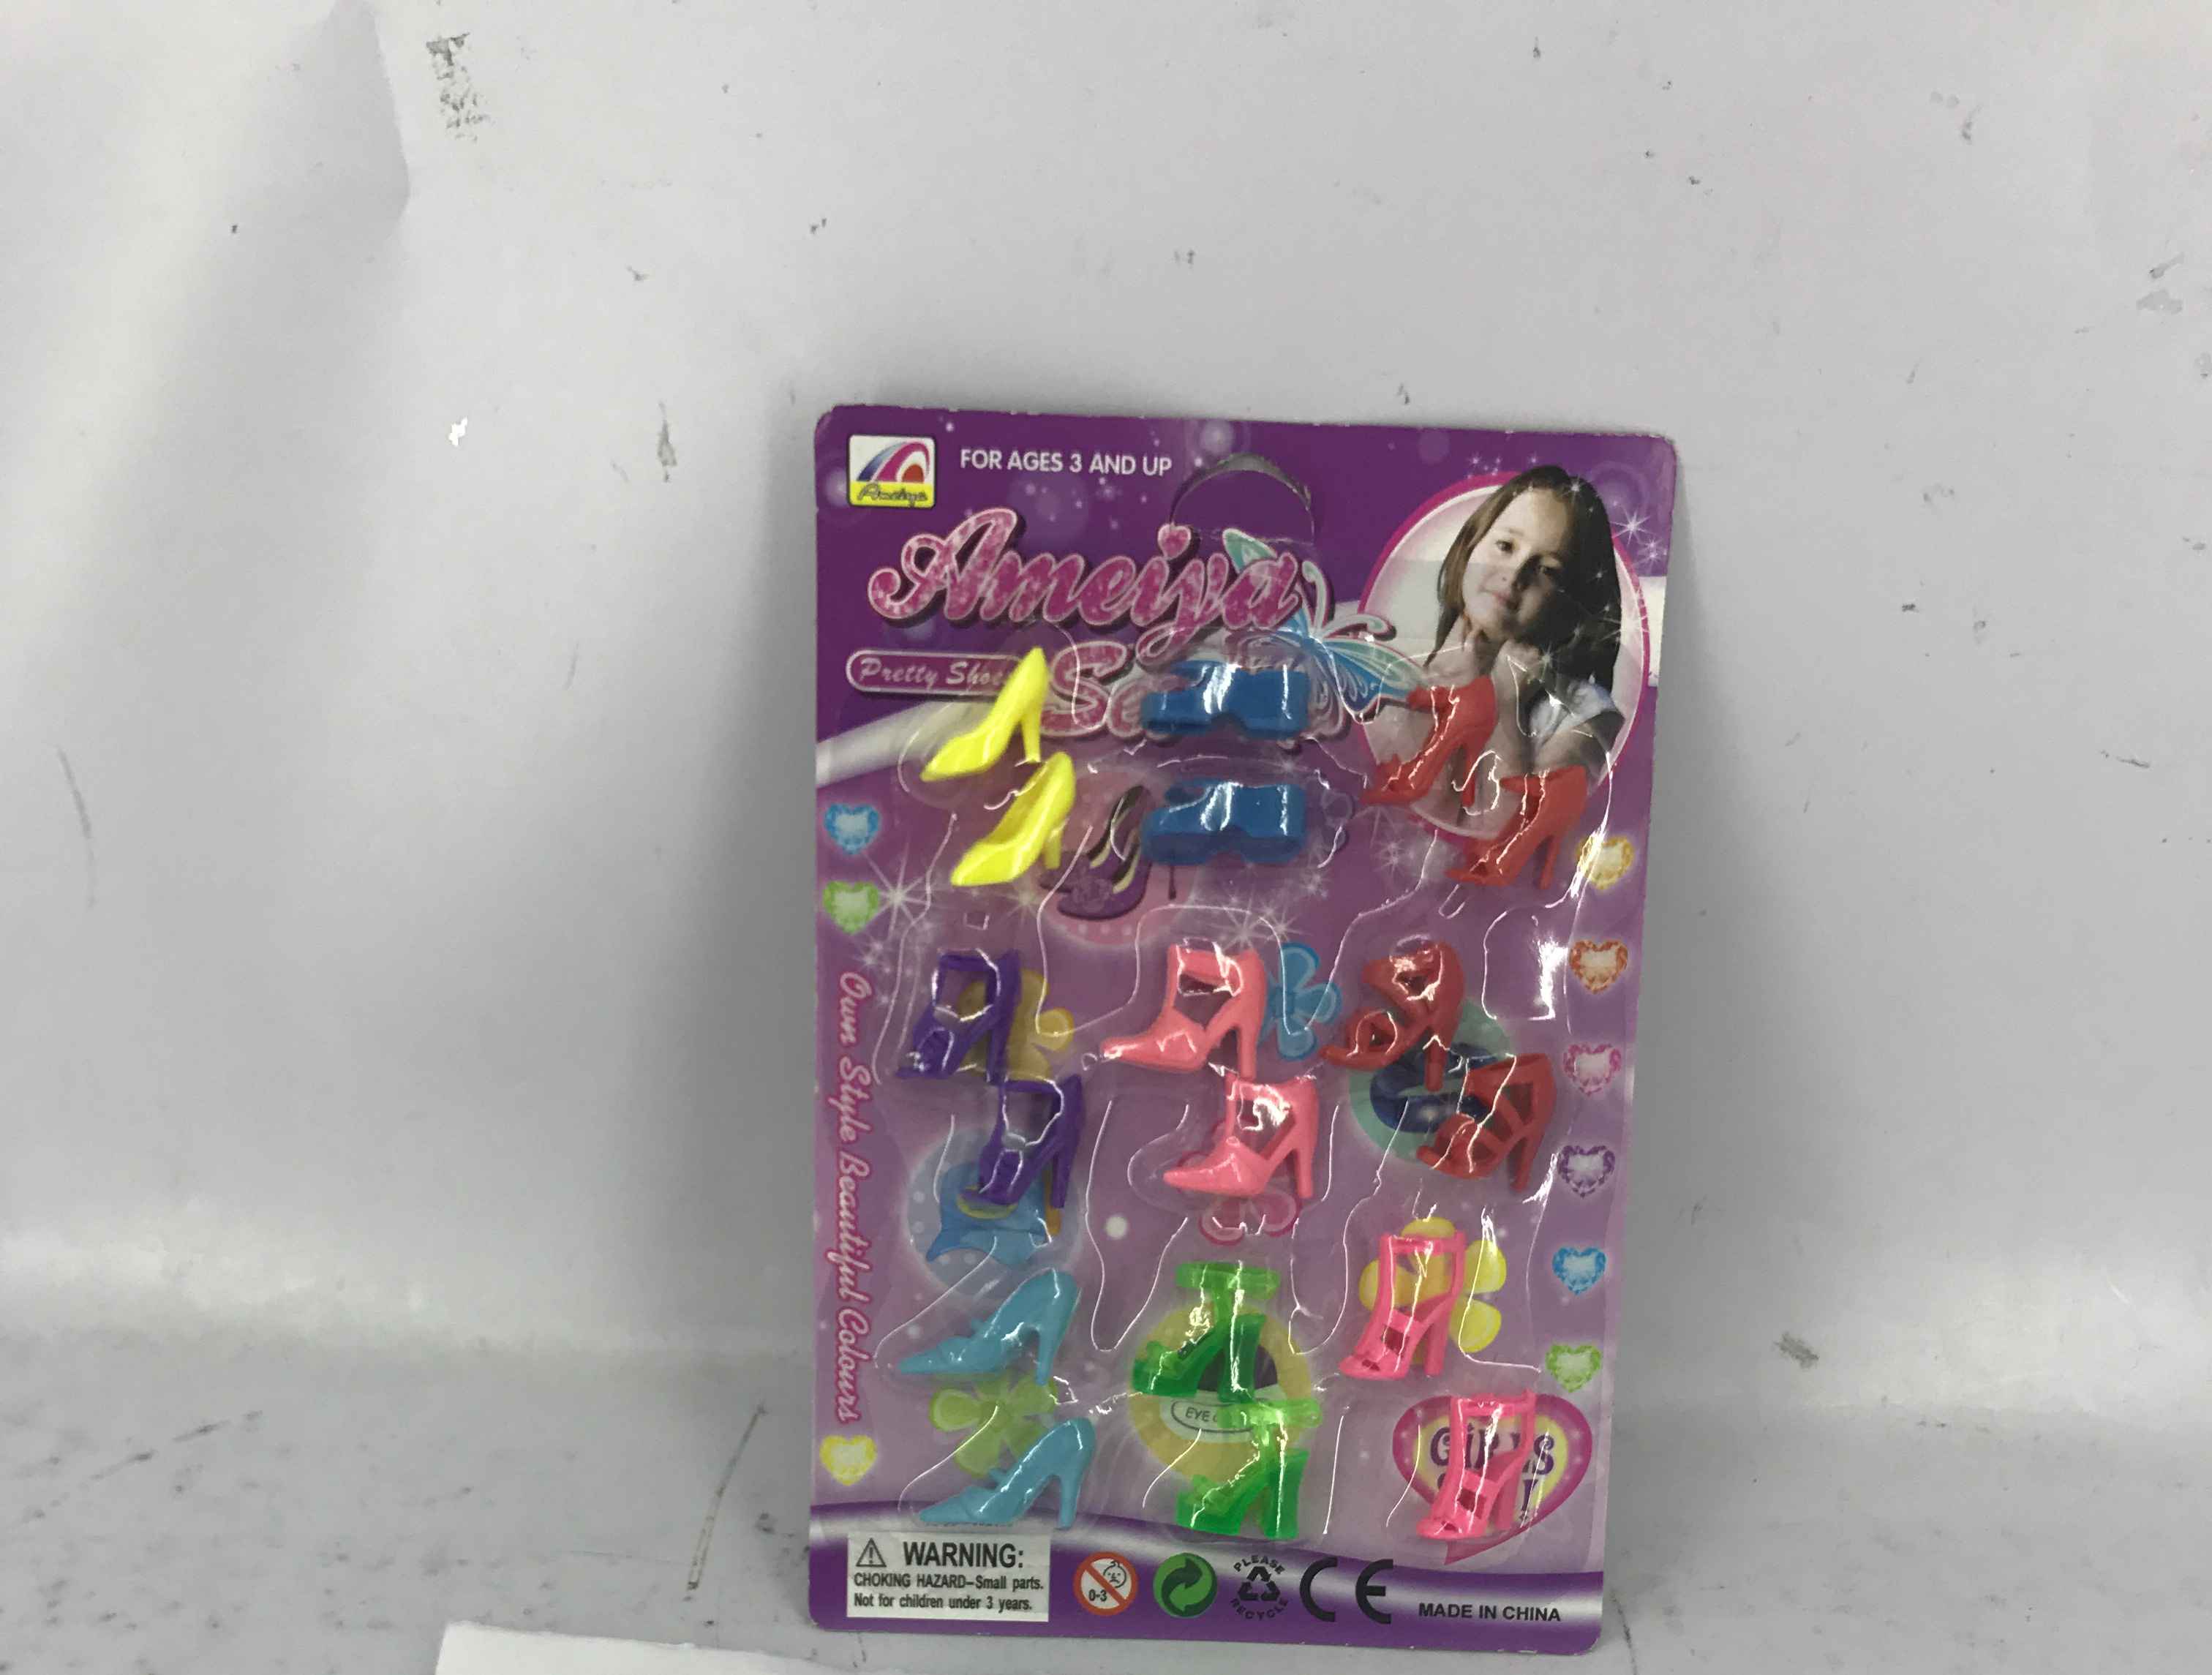 Ameiya
FOR AGES 3 AND UP
Ameiya
Pretty
Own Style Beautiful Colours
WARNING:
CHOKING HAZARD-Small parts.
Not for children under 3 years.
0-3
PLEASE
RECYCLE
CE
MADE IN CHINA